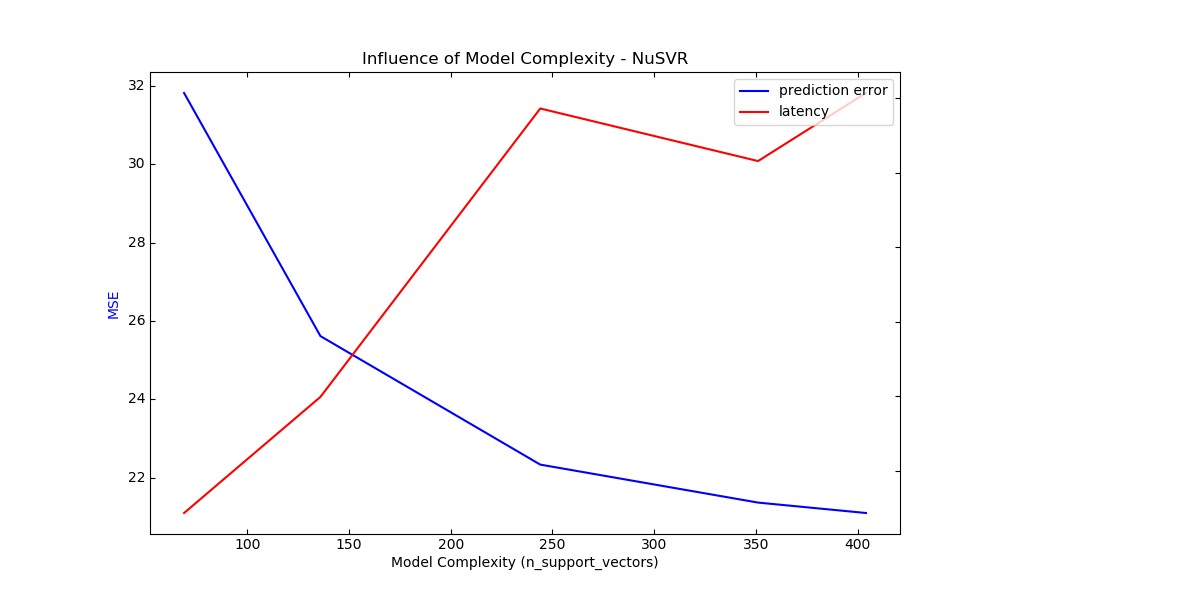 Influence of Model Complexity - NuSVR
prediction error
latency
32
30
28
26
24
22
MSE
100 150 200 250 300 350 400
Model Complexity (n_support_vectors)